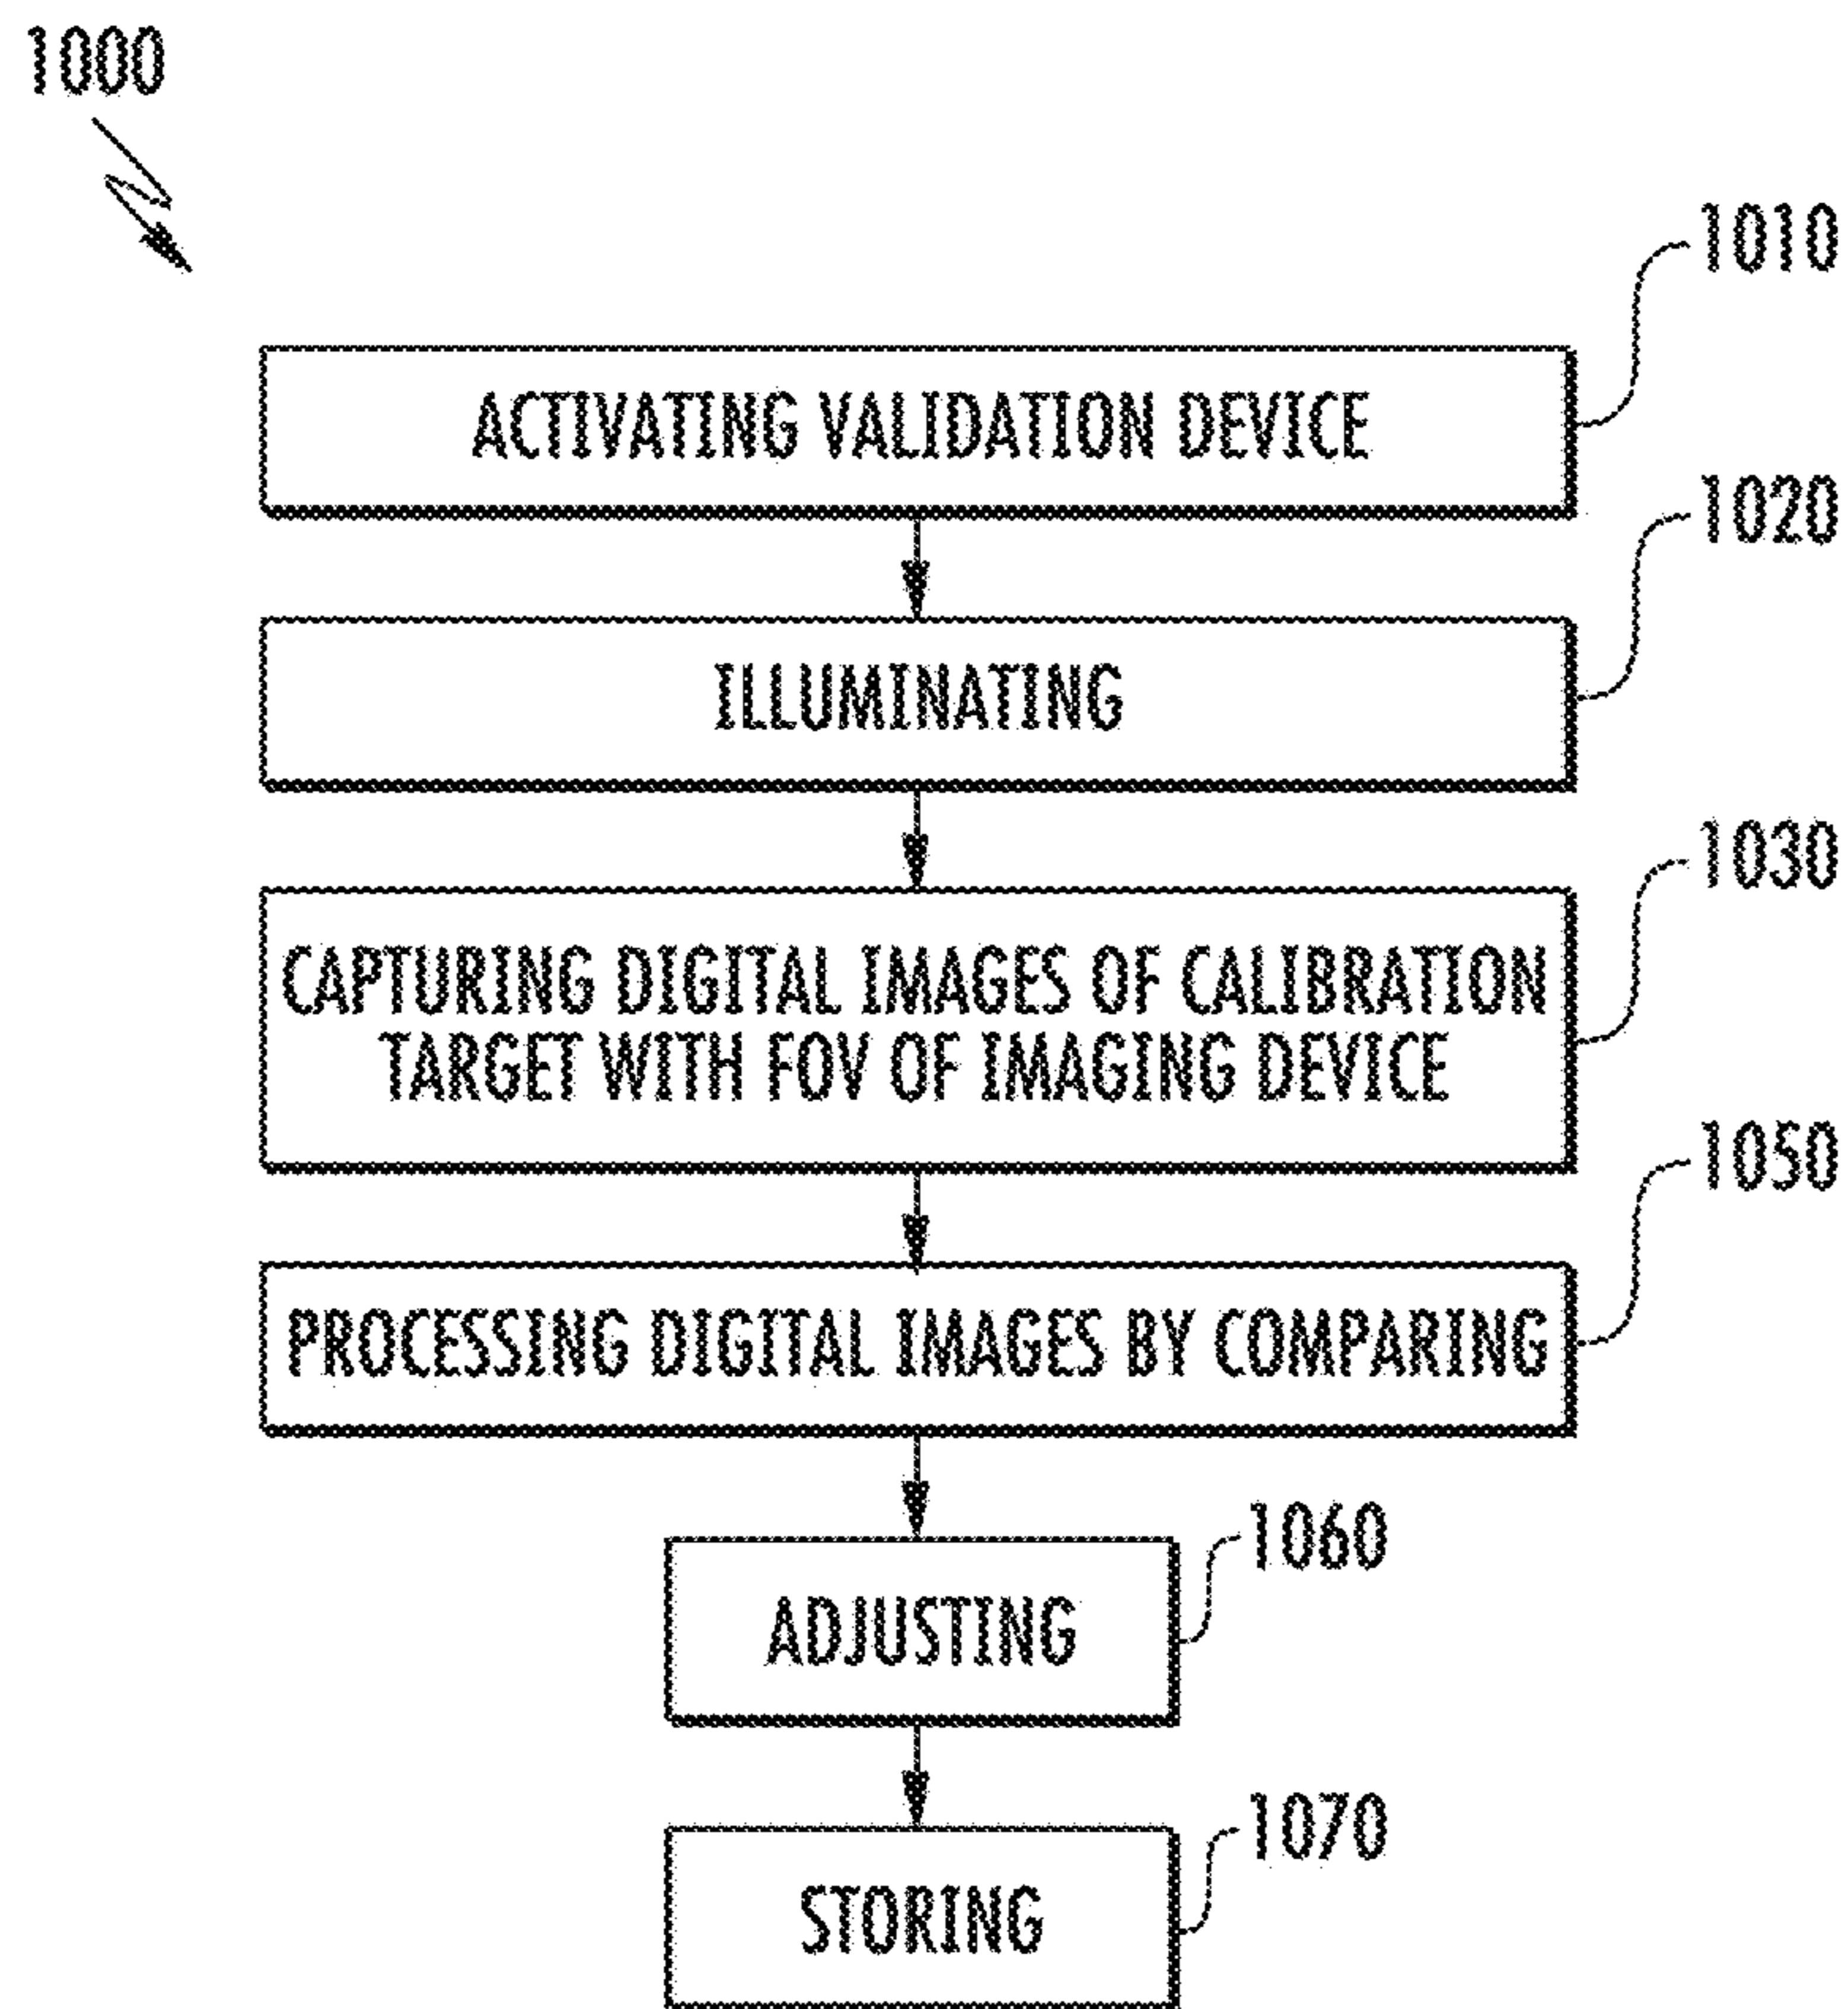 1000
1010
ACTIVATING VALIDATION DEVICE
1020
ILLUMINATING
1030
CAPTURING DIGITAL IMAGES OF CALIBRATION
TARGET WITH FOV OF IMAGING DEVICE
1050
PROCESSING DIGITAL IMAGES BY COMPARING
1060
ADJUSTING
1070
STORING